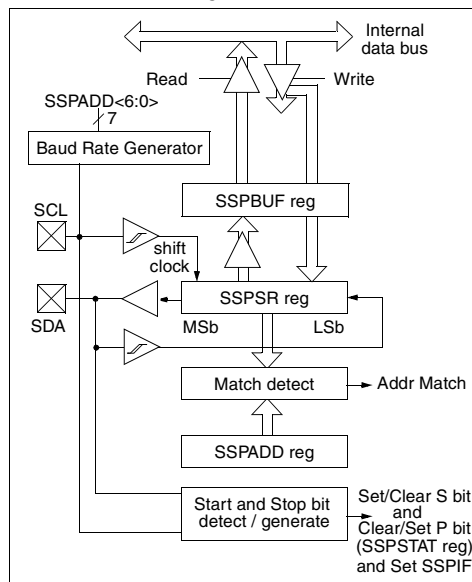 Internal
data bus
Read
Write
SSPADD<6:0>
7
Baud Rate Generator
SCL
SSPBUF reg
shift
clock
SSPSR reg
SDA
MSb
LSb
Match detect
Addr Match
SSPADD reg
Start and Stop bit
detect / generate
Set/Clear S bit
and
Clear/Set P bit
(SSPSTAT reg)
and Set SSPIF